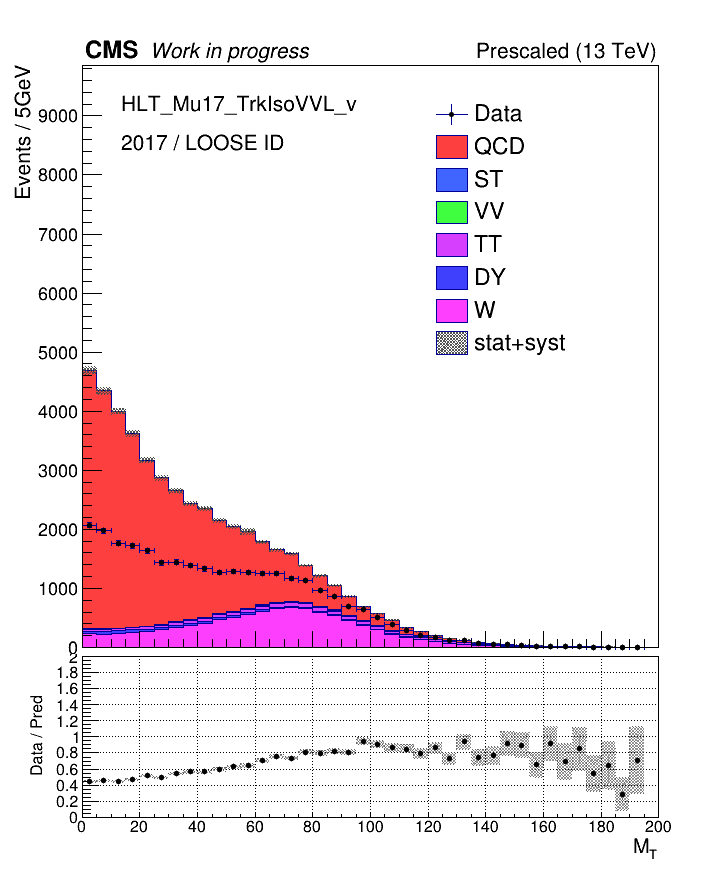 CMS Work in progress Prescaled (13 TeV)
Events / 5GeV
HLT_Mu17_TrkIsoVVL_v
2017 / LOOSE ID
Data
QCD
ST
VV
TT
DY
W
stat+syst
9000
8000
7000
6000
5000
4000
3000
2000
1000
0
Data / Pred
2
1.8
1.6
1.4
1.2
1
0.8
0.6
0.4
0.2
0
0 20 40 60 80 100 120 140 160 180 200
M_T